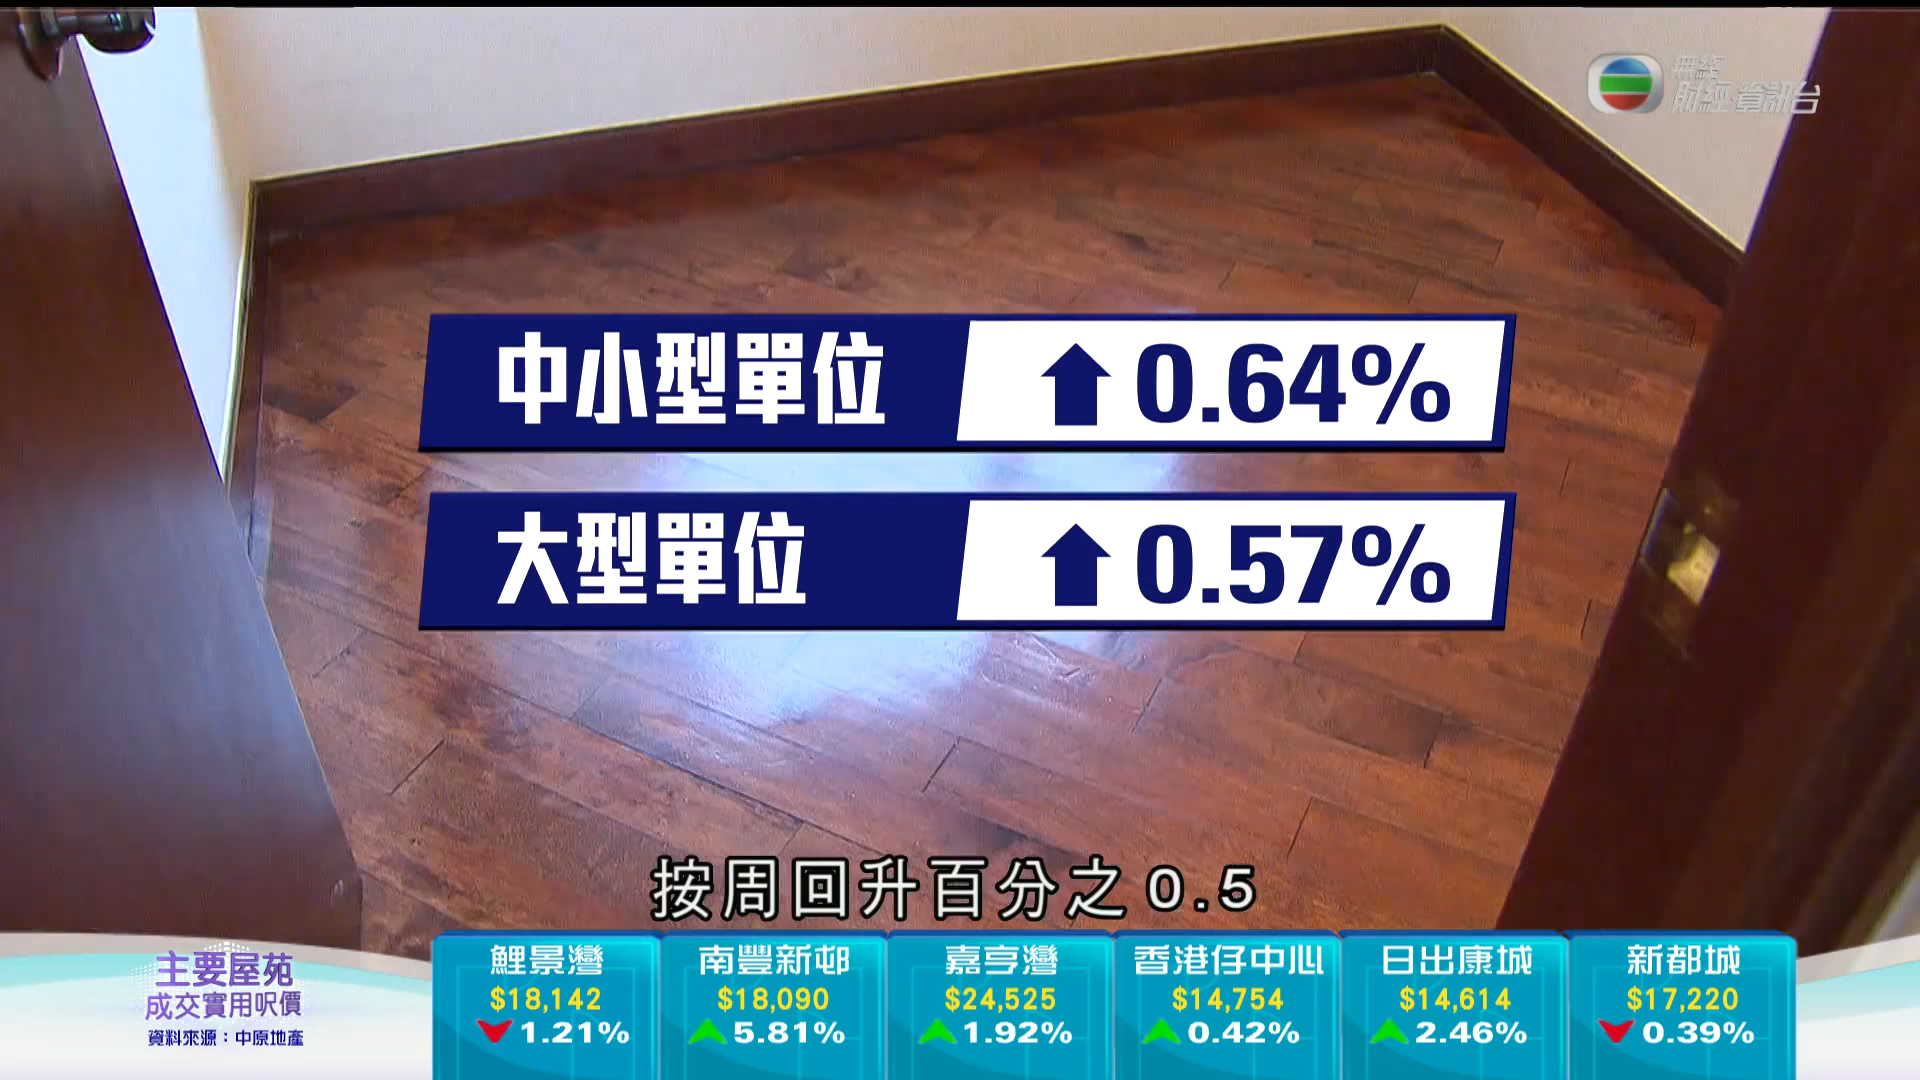 無綫
財經·資訊台
中小型單位 0.64%
大型單位 0.57%
按周回升百分之0.5
主要屋苑
成交實用呎價
資料來源：中原地產
鯉景灣
$18,142
1.21%
南豐新邨
$18,090
5.81%
嘉亨灣
$24,525
1.92%
香港仔中心
$14,754
0.42%
日出康城
$14,614
2.46%
新都城
$17,220
0.39%